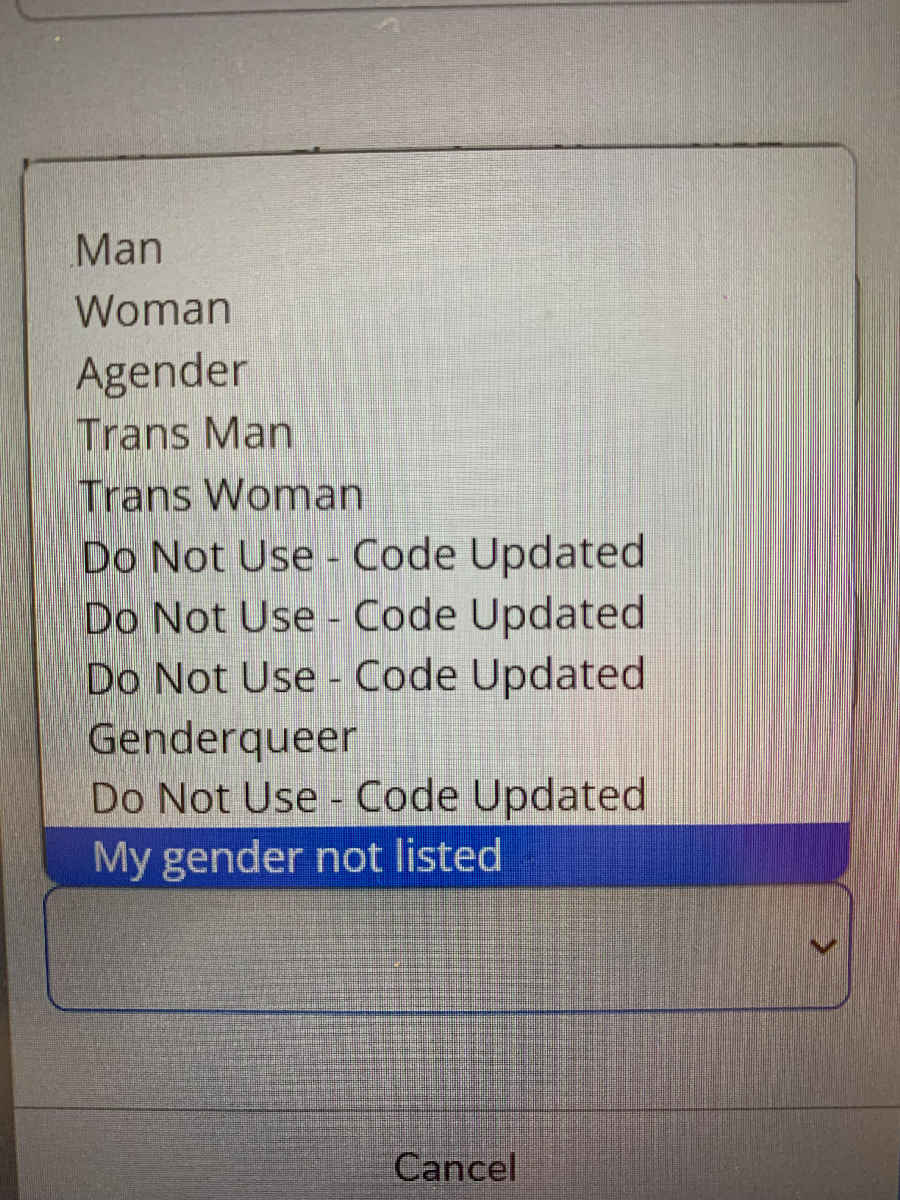 Man
Woman
Agender
Trans Man
Trans Woman
Do Not Use - Code Updated
Do Not Use - Code Updated
Do Not Use - Code Updated
Genderqueer
Do Not Use - Code Updated
My gender not listed
Cancel